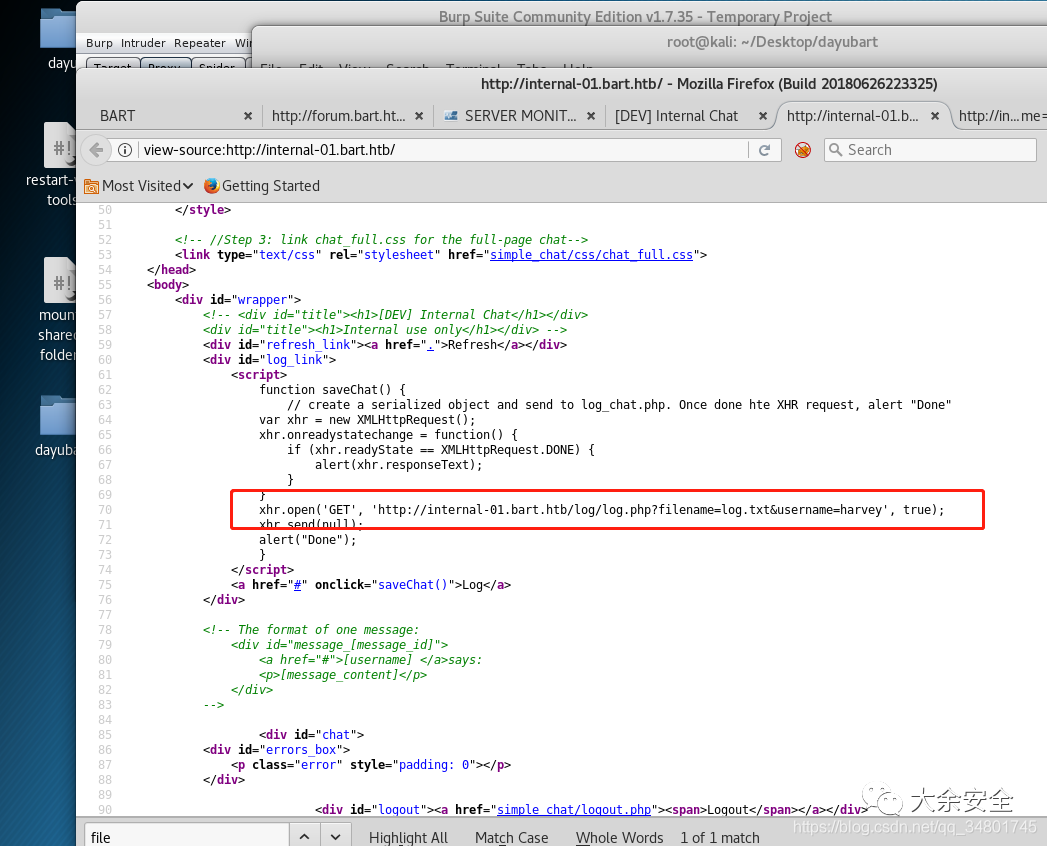 Burp Suite Community Edition v1.7.35 - Temporary Project
Burp Intruder Repeater
root@kali: ~/Desktop/dayubart
Target Proxy Spider
File Edit View Search Terminal Tabs Help
http://internal-01.bart.htb/ - Mozilla Firefox (Build 20180626223325)
BART × http://forum.bart.ht... × SERVER MONIT... × [DEV] Internal Chat × http://internal-01.b... × http://in...me=
view-source:http://internal-01.bart.htb/
Search
Most Visited Getting Started
dayu
restart-
tools
moun
share
folder
dayuba
50 </style>
51
52 <!-- //Step 3: link chat_full.css for the full-page chat-->
53 <link type="text/css" rel="stylesheet" href="simple_chat/css/chat_full.css">
54 </head>
55 <body>
56 <div id="wrapper">
57 <!-- <div id="title"><h1>[DEV] Internal Chat</h1></div>
58 <div id="title"><h1>Internal use only</h1></div> -->
59 <div id="refresh_link"><a href=".">Refresh</a></div>
60 <div id="log_link">
61 <script>
62 function saveChat() {
63 // create a serialized object and send to log_chat.php. Once done hte XHR request, alert "Done"
64 var xhr = new XMLHttpRequest();
65 xhr.onreadystatechange = function() {
66 if (xhr.readyState == XMLHttpRequest.DONE) {
67 alert(xhr.responseText);
68 }
69 }
70 xhr.open('GET', 'http://internal-01.bart.htb/log/log.php?filename=log.txt&username=harvey', true);
71 xhr.send(null);
72 alert("Done");
73 }
74 </script>
75 <a href="#" onclick="saveChat()">Log</a>
76 </div>
77
78 <!-- The format of one message:
79 <div id="message_[message_id]">
80 <a href="#">[username] </a>says:
81 <p>[message_content]</p>
82 </div>
83 -->
84
85 <div id="chat">
86 <div id="errors_box">
87 <p class="error" style="padding: 0"></p>
88 </div>
89
90 <div id="logout"><a href="simple_chat/logout.php"><span>Logout</span></a></div>
大余安全
https://blog.csdn.net/qq_34801745
file
Highlight All Match Case Whole Words 1 of 1 match